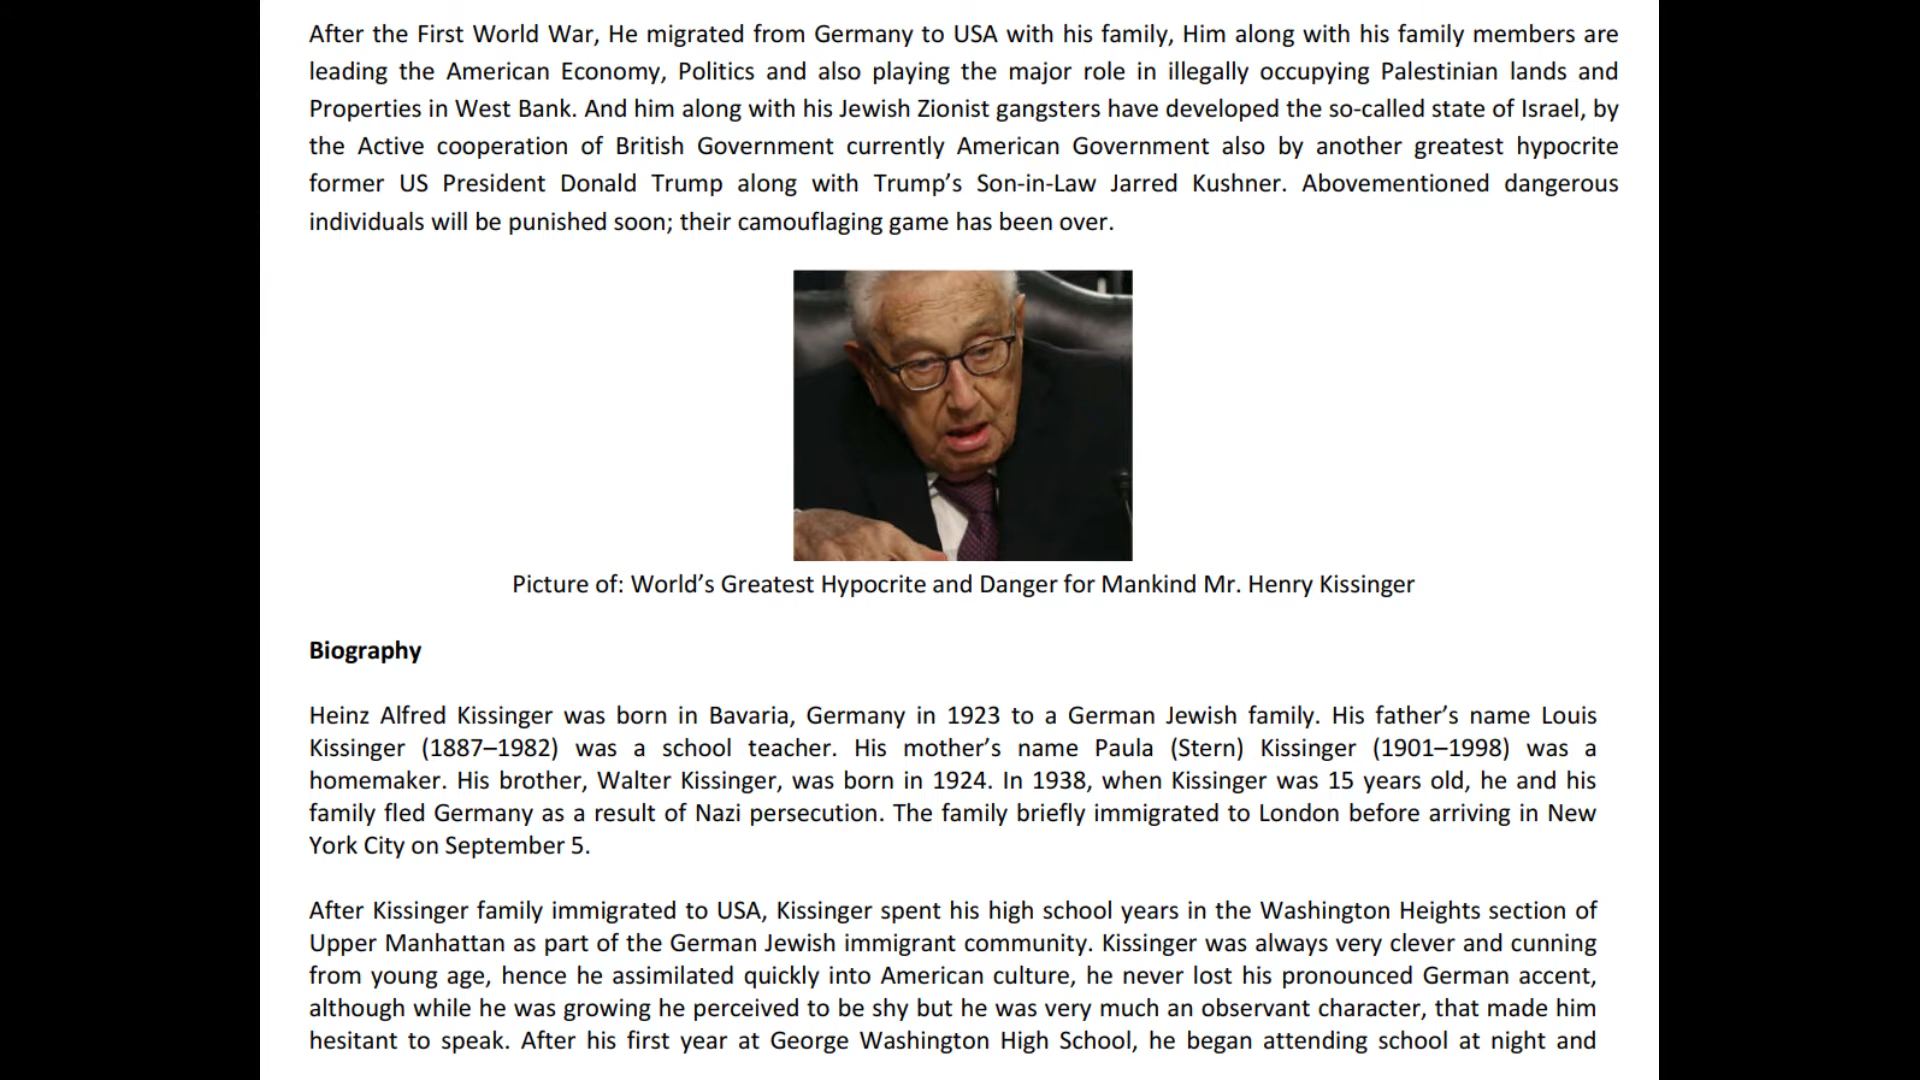 After the First World War, He migrated from Germany to USA with his family, Him along with his family members are
leading the American Economy, Politics and also playing the major role in illegally occupying Palestinian lands and
Properties in West Bank. And him along with his Jewish Zionist gangsters have developed the so-called state of Israel, by
the Active cooperation of British Government currently American Government also by another greatest hypocrite
former US President Donald Trump along with Trump’s Son-in-Law Jarred Kushner. Abovementioned dangerous
individuals will be punished soon; their camouflaging game has been over.
Picture of: World’s Greatest Hypocrite and Danger for Mankind Mr. Henry Kissinger
Biography
Heinz Alfred Kissinger was born in Bavaria, Germany in 1923 to a German Jewish family. His father’s name Louis
Kissinger (1887–1982) was a school teacher. His mother’s name Paula (Stern) Kissinger (1901–1998) was a
homemaker. His brother, Walter Kissinger, was born in 1924. In 1938, when Kissinger was 15 years old, he and his
family fled Germany as a result of Nazi persecution. The family briefly immigrated to London before arriving in New
York City on September 5.
After Kissinger family immigrated to USA, Kissinger spent his high school years in the Washington Heights section of
Upper Manhattan as part of the German Jewish immigrant community. Kissinger was always very clever and cunning
from young age, hence he assimilated quickly into American culture, he never lost his pronounced German accent,
although while he was growing he perceived to be shy but he was very much an observant character, that made him
hesitant to speak. After his first year at George Washington High School, he began attending school at night and